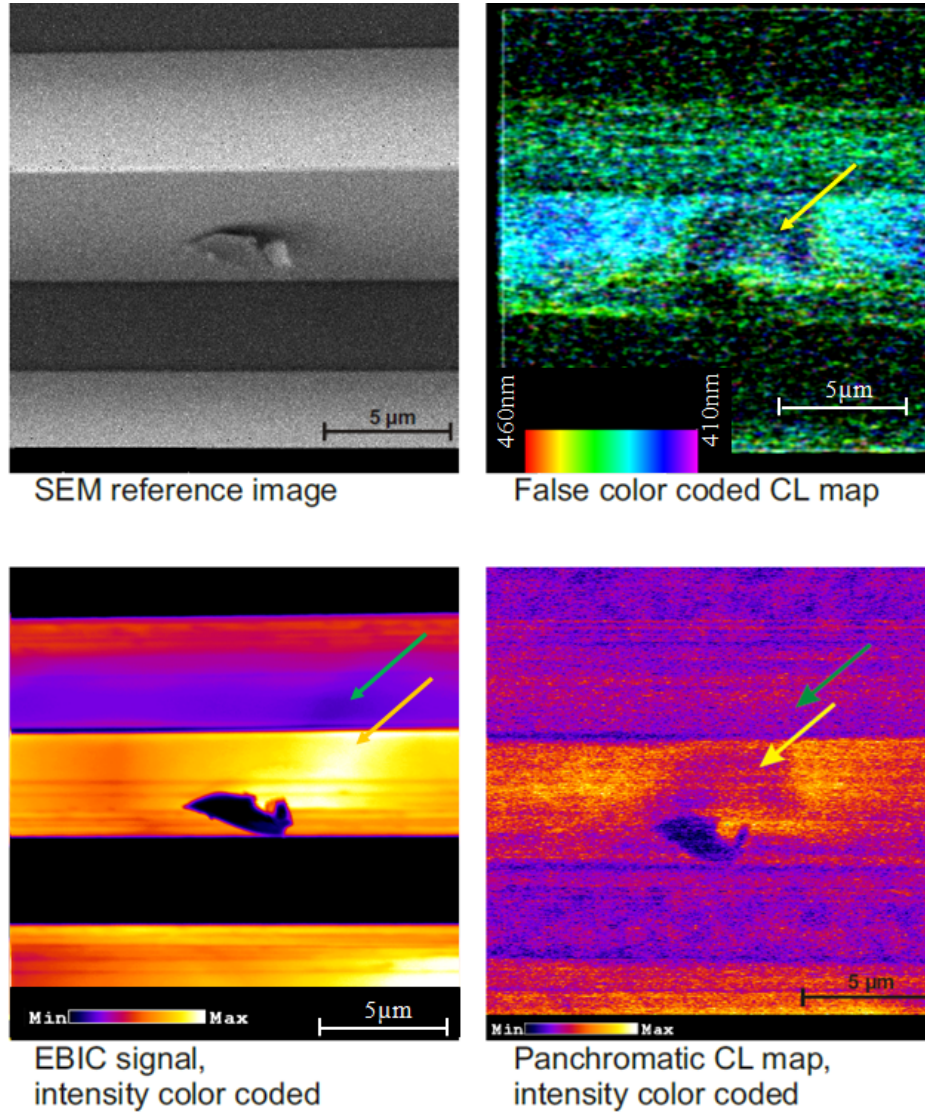 5 µm
SEM reference image
460nm
410nm
5µm
False color coded CL map
Min
Max
5µm
EBIC signal,
intensity color coded
5 µm
Min
Max
Panchromatic CL map,
intensity color coded